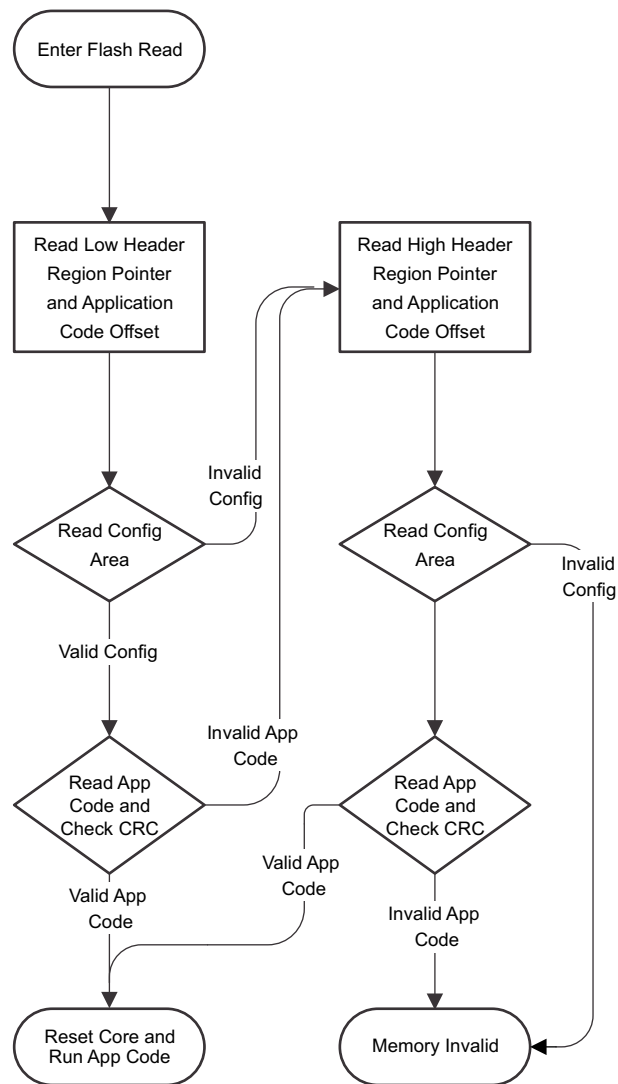 Enter Flash Read
Read Low Header
Region Pointer
and Application
Code Offset
Read High Header
Region Pointer
and Application
Code Offset
Invalid
Config
Read Config
Area
Read Config
Area
Invalid
Config
Valid Config
Invalid App
Code
Read App
Code and
Check CRC
Read App
Code and
Check CRC
Valid App
Code
Valid App
Code
Invalid App
Code
Reset Core and
Run App Code
Memory Invalid